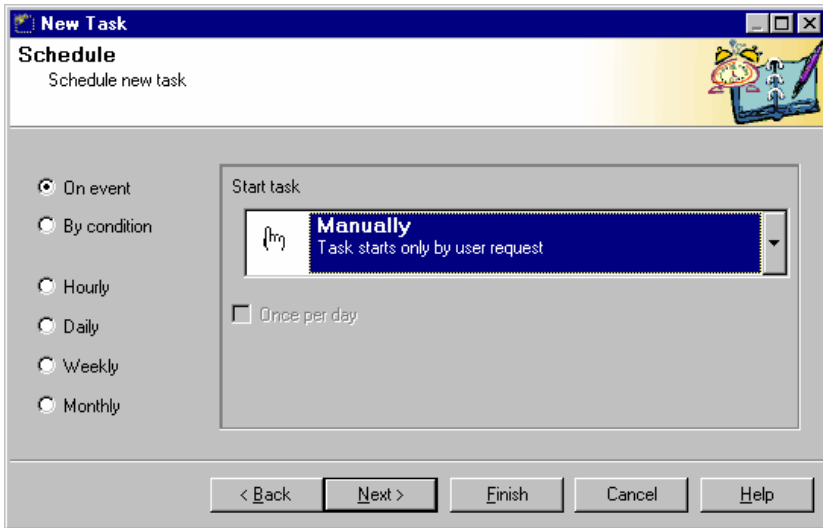 New Task
Schedule
Schedule new task
On event
By condition
Hourly
Daily
Weekly
Monthly
Start task
Manually
Task starts only by user request
Once per day
< Back
Next >
Finish
Cancel
Help